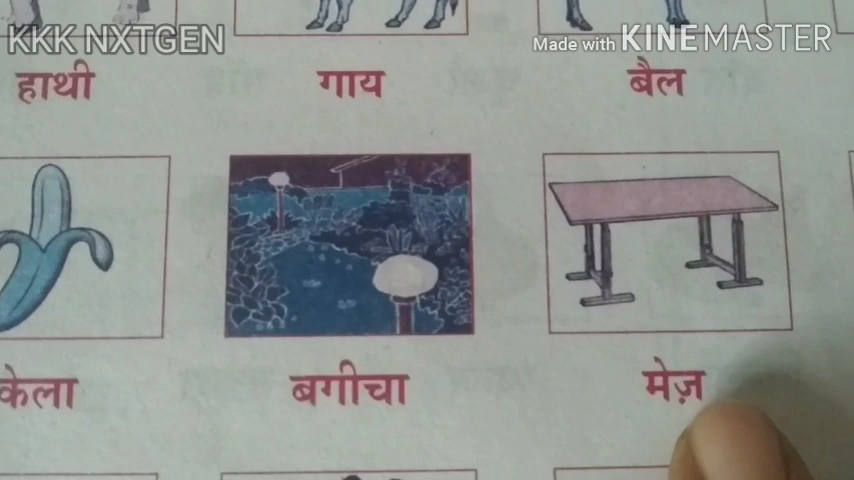 KKK NXTGEN
Made with KINEMASTER
हाथी गाय बैल
केला बगीचा मेज़